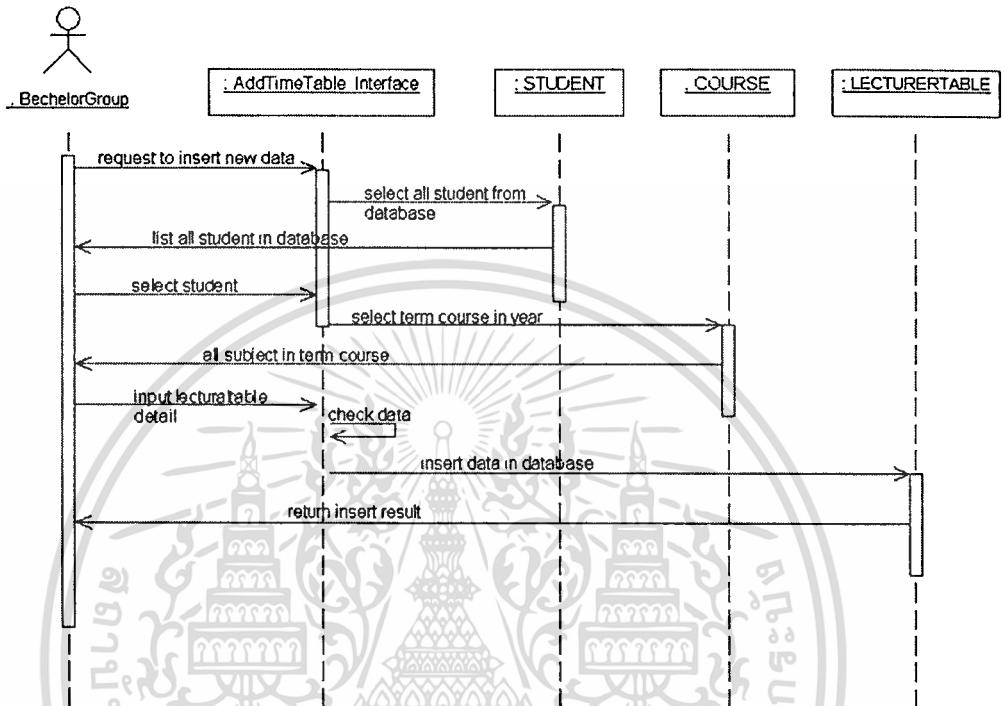 : BechelorGroup
: AddTimeTable Interface
: STUDENT
: COURSE
: LECTURERTABLE
request to insert new data
select all student from
database
list all student in database
select student
select term course in year
all subject in term course
input lecturaltable
detail
check data
insert data in database
return insert result